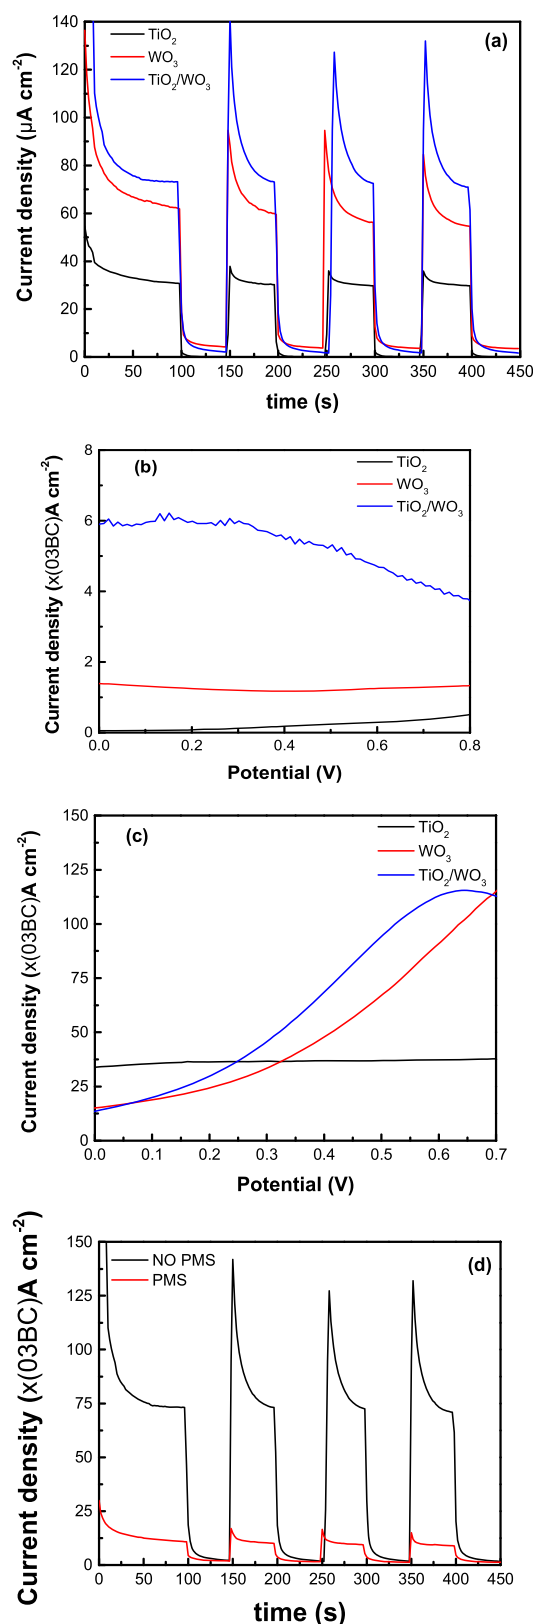 (a)
TiO2
WO3
TiO2/WO3
Current density (μA cm-2)
140
120
100
80
60
40
20
0
0 50 100 150 200 250 300 350 400 450
time (s)
(b)
TiO2
WO3
TiO2/WO3
Current density (x(03BC)A cm-2)
8
6
4
2
0
0.0 0.2 0.4 0.6 0.8
Potential (V)
(c)
TiO2
WO3
TiO2/WO3
Current density (x(03BC)A cm-2)
150
125
100
75
50
25
0
0.0 0.1 0.2 0.3 0.4 0.5 0.6 0.7
Potential (V)
(d)
NO PMS
PMS
Current density (x(03BC)A cm-2)
150
125
100
75
50
25
0
0 50 100 150 200 250 300 350 400 450
time (s)